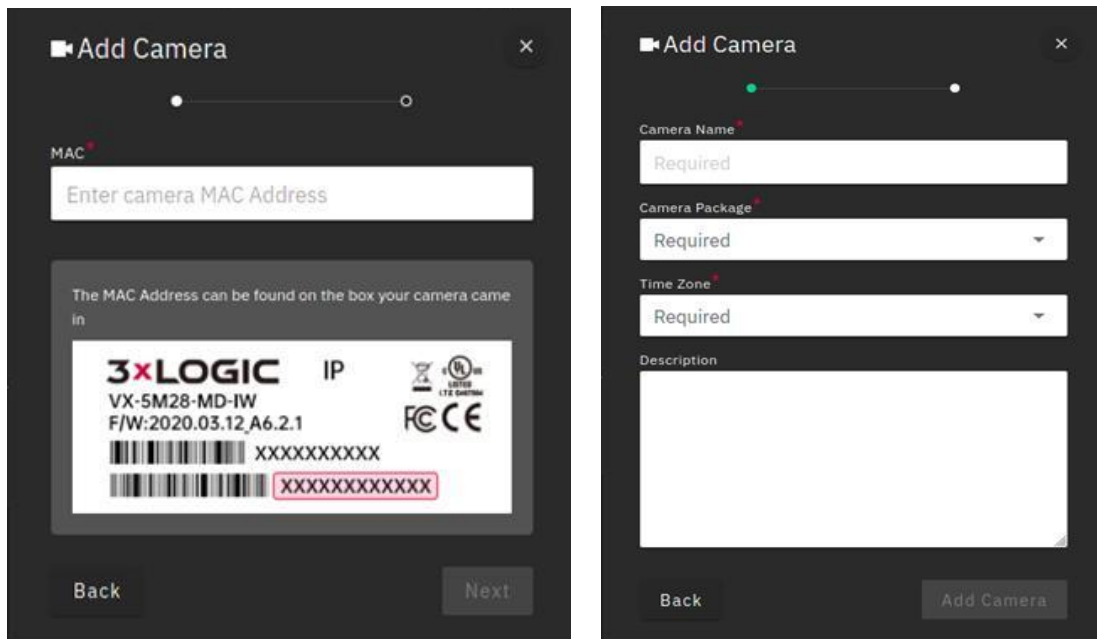 Add Camera
MAC*
Enter camera MAC Address
The MAC Address can be found on the box your camera came
in
3xLOGIC IP
VX-5M28-MD-IW
F/W:2020.03.12_A6.2.1
XXXXXXXXXX
XXXXXXXXXXXX
Back Next
Add Camera
Camera Name*
Required
Camera Package*
Required
Time Zone*
Required
Description
Back Add Camera